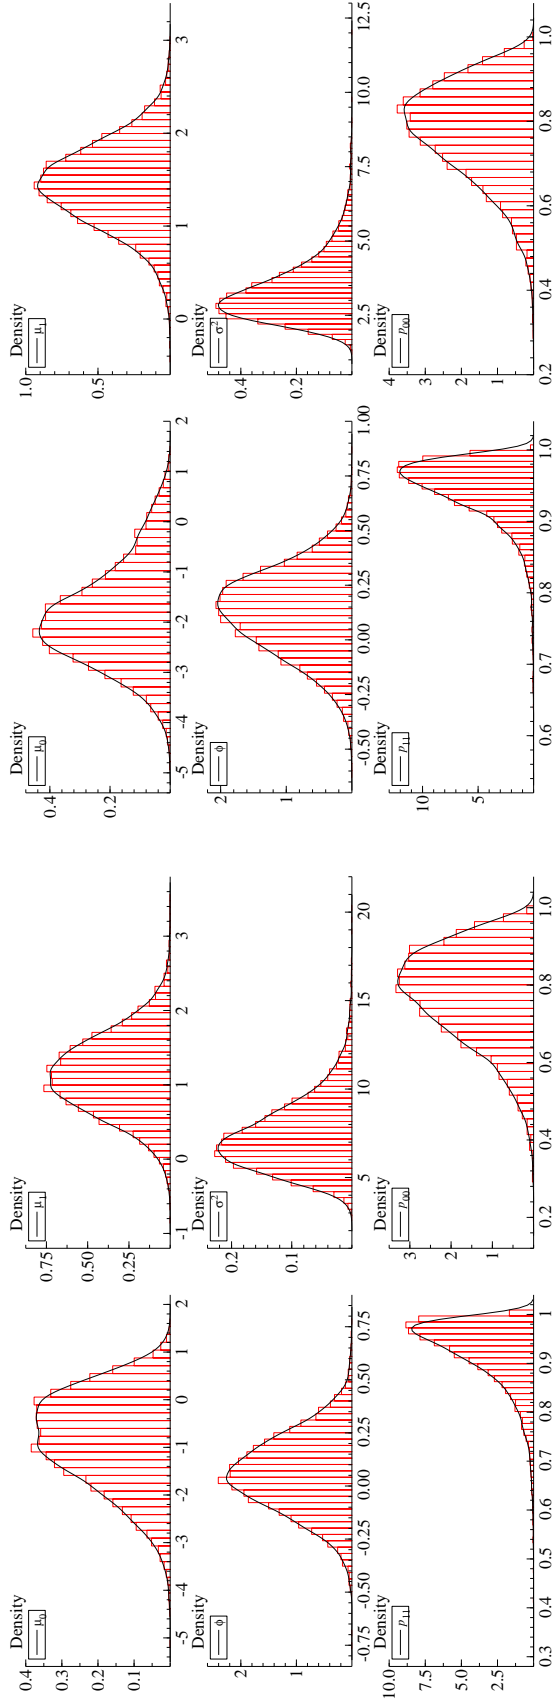 Density
μ₀
0.4
0.3
0.2
0.1
-5 -4 -3 -2 -1 0 1 2
Density
μ₁
0.75
0.50
0.25
-1 0 1 2 3
Density
μ₀
0.4
0.2
-5 -4 -3 -2 -1 0 1 2
Density
μ₁
1.0
0.5
0 1 2 3
Density
φ
2
1
-0.75 -0.50 -0.25 0.00 0.25 0.50 0.75
Density
σ²
0.2
0.1
5 10 15 20
Density
φ
2
1
-0.50 -0.25 0.00 0.25 0.50 0.75 1.00
Density
σ²
0.4
0.2
2.5 5.0 7.5 10.0 12.5
Density
p₁₁
10.0
7.5
5.0
2.5
0.3 0.4 0.5 0.6 0.7 0.8 0.9 1
Density
p₀₀
3
2
1
0.2 0.4 0.6 0.8 1.0
Density
p₁₁
10
5
0.6 0.7 0.8 0.9 1.0
Density
p₀₀
4
3
2
1
0.2 0.4 0.6 0.8 1.0